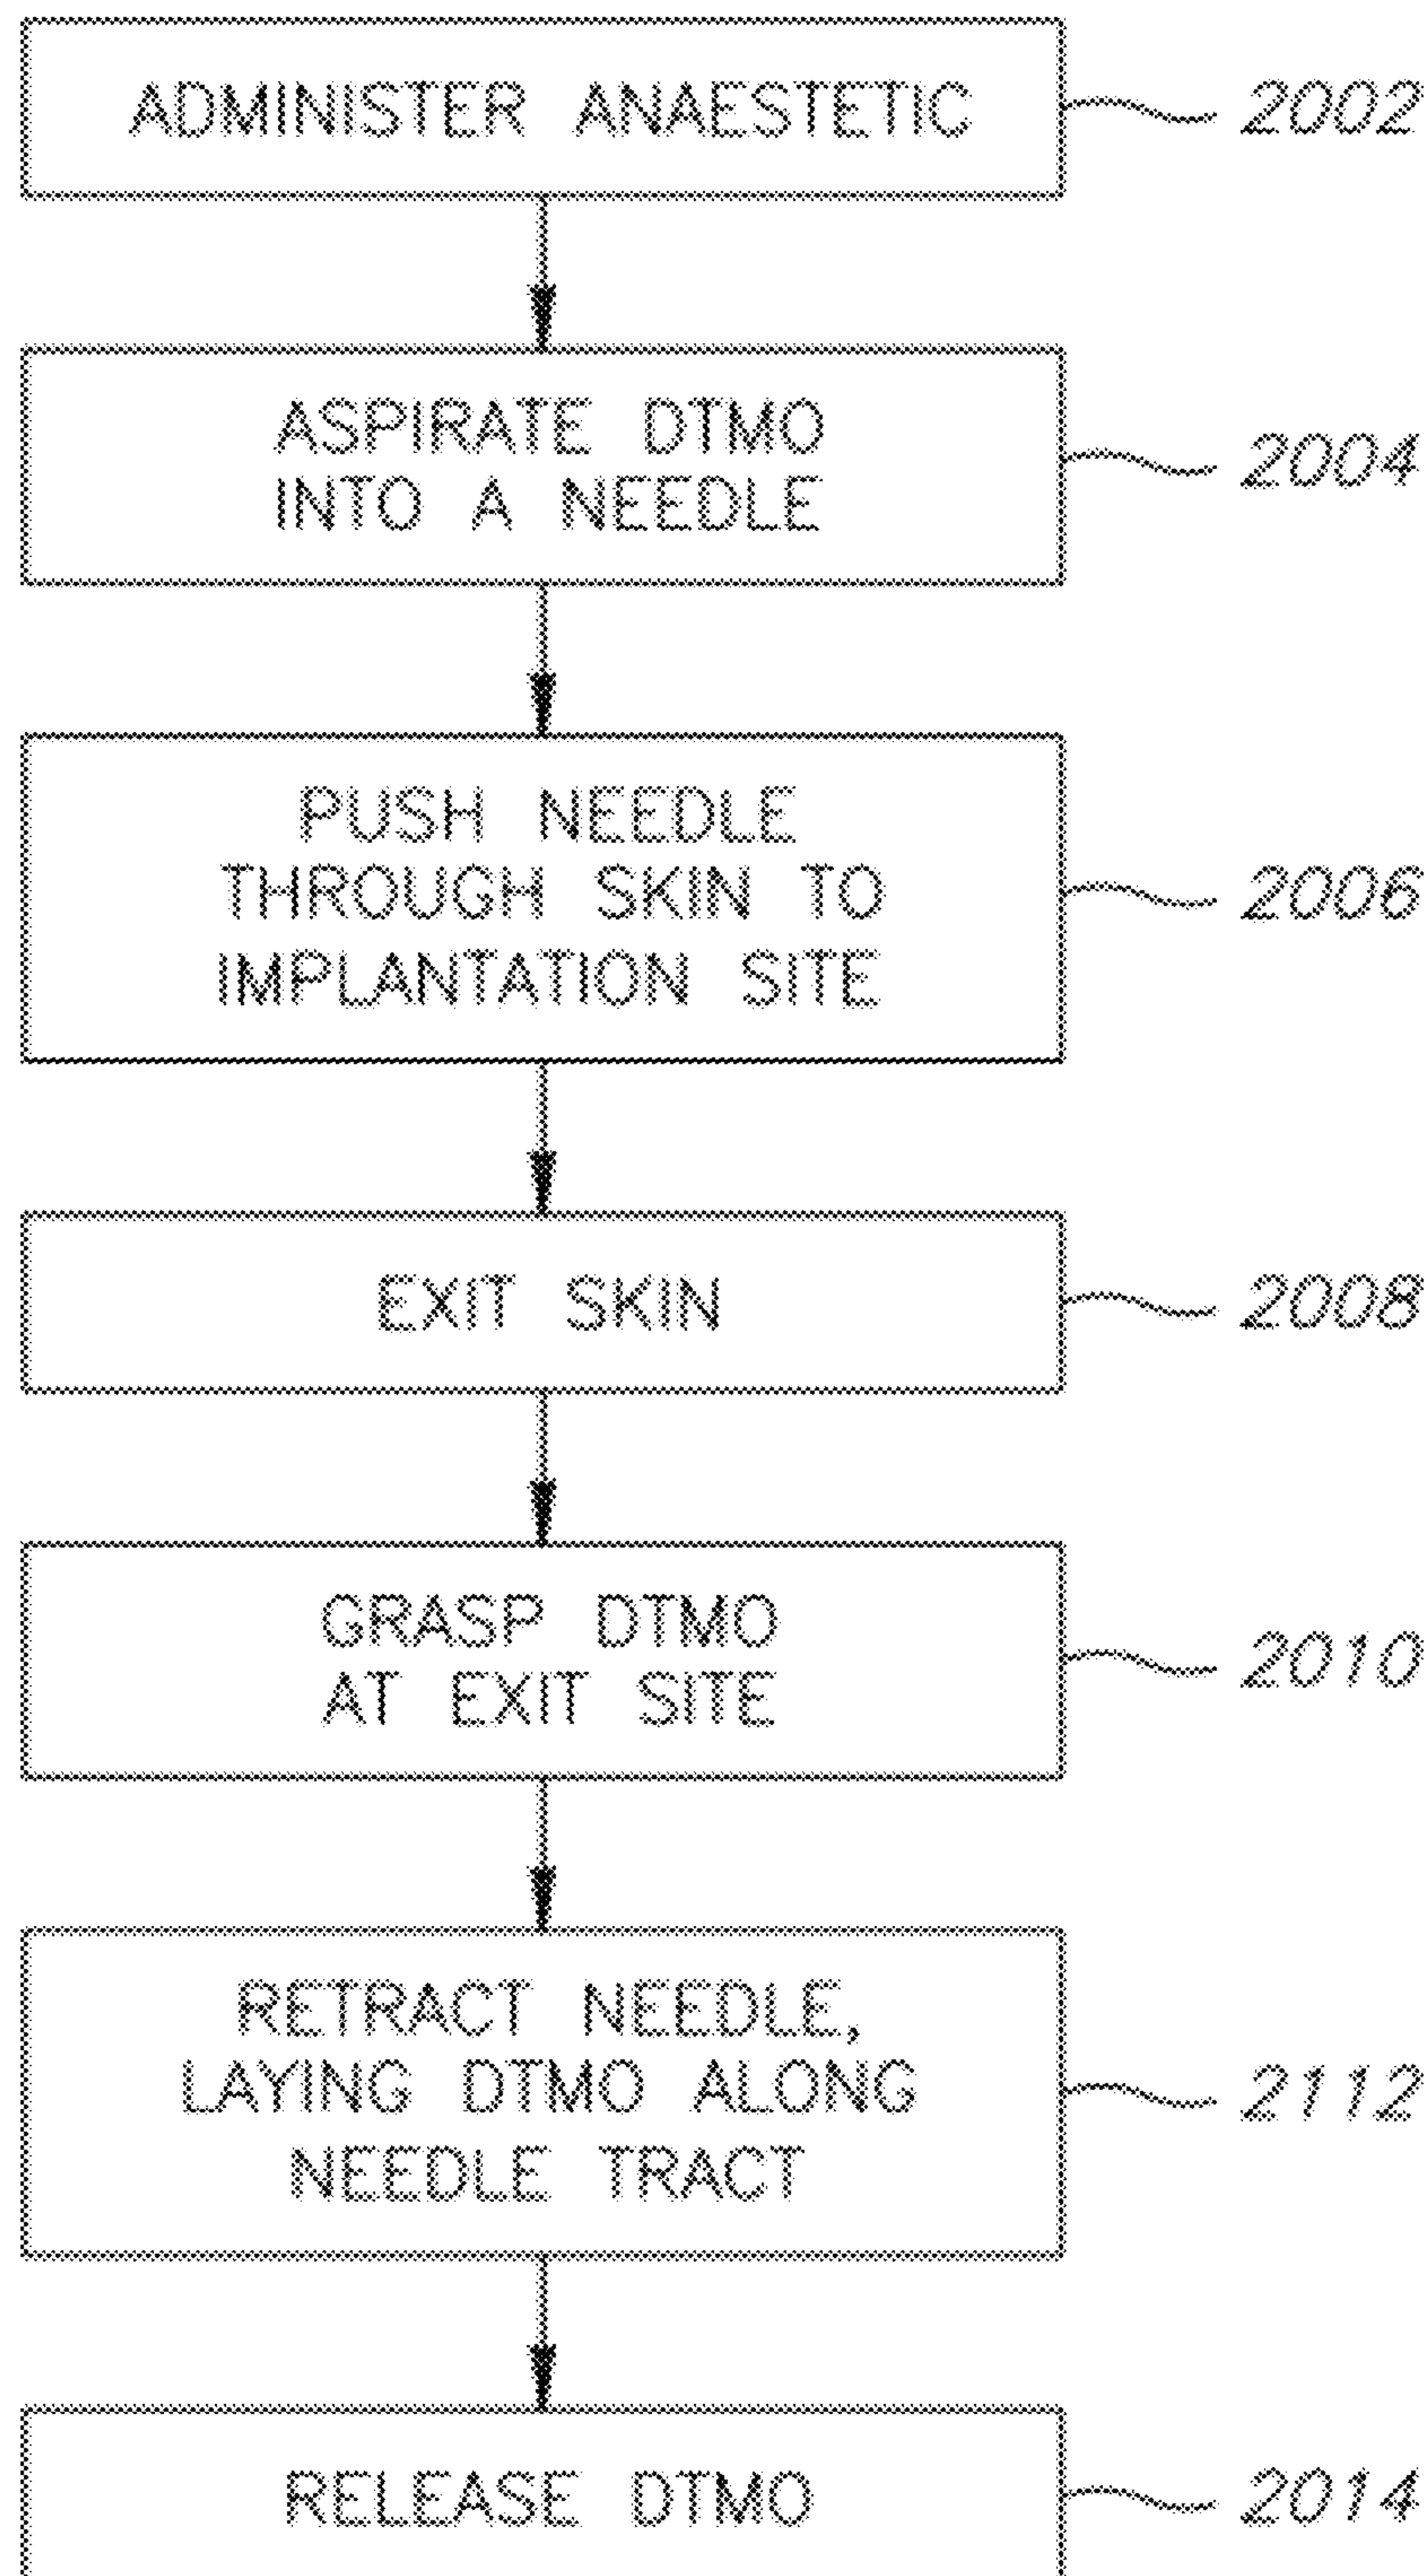 ADMINISTER ANAESTETIC 2002
ASPIRATE DTMO
INTO A NEEDLE
2004
PUSH NEEDLE
THROUGH SKIN TO
IMPLANTATION SITE
2006
EXIT SKIN 2008
GRASP DTMO
AT EXIT SITE
2010
RETRACT NEEDLE,
LAYING DTMO ALONG
NEEDLE TRACT
2112
RELEASE DTMO 2014